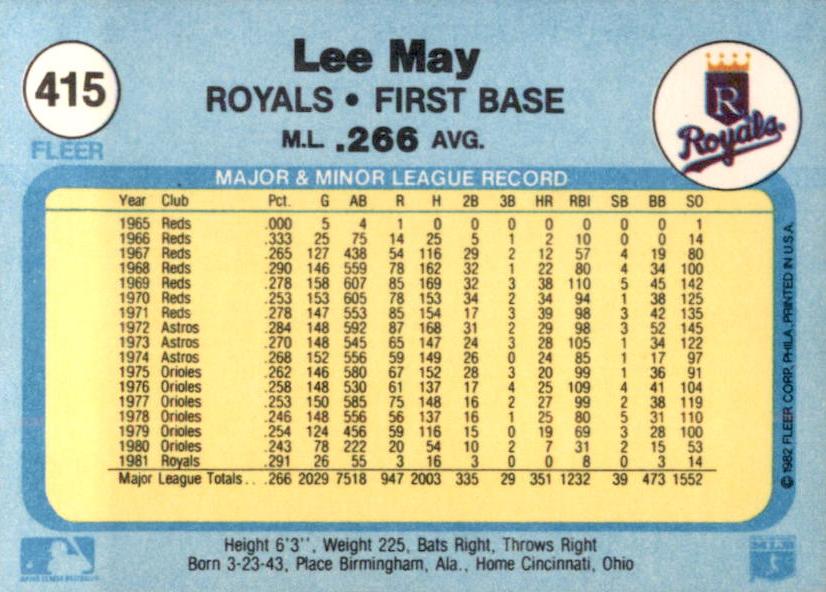 415
FLEER
Lee May
ROYALS • FIRST BASE
M.L. .266 AVG.
R
Royals
MAJOR & MINOR LEAGUE RECORD
Year Club Pct. G AB R H 2B 3B HR RBI SB BB SO
1965 Reds .000 5 4 1 0 0 0 0 0 0 0 1
1966 Reds .333 25 75 14 25 5 1 2 10 0 0 14
1967 Reds .265 127 438 54 116 29 2 12 57 4 19 80
1968 Reds .290 146 559 78 162 32 1 22 80 4 34 100
1969 Reds .278 158 607 85 169 32 3 38 110 5 45 142
1970 Reds .253 153 605 78 153 34 2 34 94 1 38 125
1971 Reds .278 147 553 85 154 17 3 39 98 3 42 135
1972 Astros .284 148 592 87 168 31 2 29 98 3 52 145
1973 Astros .270 148 545 65 147 24 3 28 105 1 34 122
1974 Astros .268 152 556 59 149 26 0 24 85 1 17 97
1975 Orioles .262 146 580 67 152 28 3 20 99 1 36 91
1976 Orioles .258 148 530 61 137 17 4 25 109 4 41 104
1977 Orioles .253 150 585 75 148 16 2 27 99 2 38 119
1978 Orioles .246 148 556 56 137 16 1 25 80 5 31 110
1979 Orioles .254 124 456 59 116 15 0 19 69 3 28 100
1980 Orioles .243 78 222 20 54 10 2 7 31 2 15 53
1981 Royals .291 26 55 3 16 3 0 0 8 0 3 14
Major League Totals. . .266 2029 7518 947 2003 335 29 351 1232 39 473 1552
© 1982 FLEER CORP. PHILA. PRINTED IN U.S.A.
Height 6'3'', Weight 225, Bats Right, Throws Right
Born 3-23-43, Place Birmingham, Ala., Home Cincinnati, Ohio